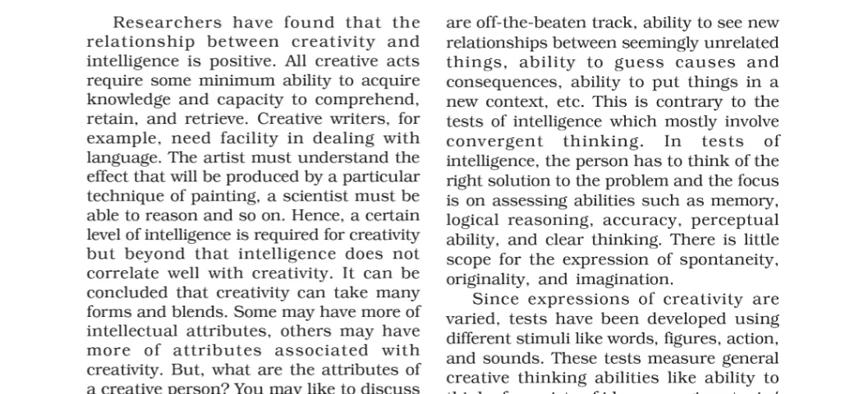 Researchers have found that the
relationship between creativity and
intelligence is positive. All creative acts
require some minimum ability to acquire
knowledge and capacity to comprehend,
retain, and retrieve. Creative writers, for
example, need facility in dealing with
language. The artist must understand the
effect that will be produced by a particular
technique of painting, a scientist must be
able to reason and so on. Hence, a certain
level of intelligence is required for creativity
but beyond that intelligence does not
correlate well with creativity. It can be
concluded that creativity can take many
forms and blends. Some may have more of
intellectual attributes, others may have
more of attributes associated with
creativity. But, what are the attributes of
a creative person? You may like to discuss
are off-the-beaten track, ability to see new
relationships between seemingly unrelated
things, ability to guess causes and
consequences, ability to put things in a
new context, etc. This is contrary to the
tests of intelligence which mostly involve
convergent thinking. In tests of
intelligence, the person has to think of the
right solution to the problem and the focus
is on assessing abilities such as memory,
logical reasoning, accuracy, perceptual
ability, and clear thinking. There is little
scope for the expression of spontaneity,
originality, and imagination.
Since expressions of creativity are
varied, tests have been developed using
different stimuli like words, figures, action,
and sounds. These tests measure general
creative thinking abilities like ability to